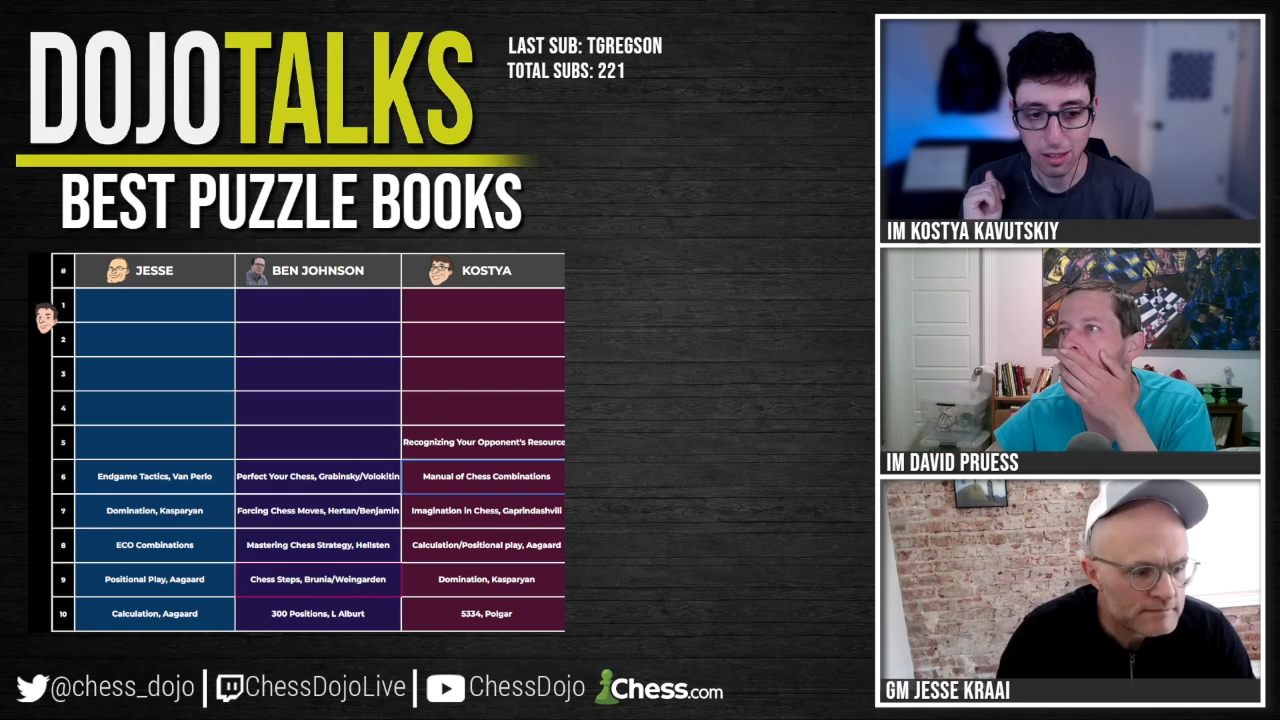 DOJOTALKS
LAST SUB: TGREGSON
TOTAL SUBS: 221
BEST PUZZLE BOOKS
# JESSE BEN JOHNSON KOSTYA
1
2
3
4
5 Recognizing Your Opponent's Resource
6 Endgame Tactics, Van Perlo Perfect Your Chess, Grabinsky/Volokitin Manual of Chess Combinations
7 Domination, Kasparyan Forcing Chess Moves, Hertan/Benjamin Imagination in Chess, Gaprindashvili
8 ECO Combinations Mastering Chess Strategy, Hellsten Calculation/Positional play, Aagaard
9 Positional Play, Aagaard Chess Steps, Brunia/Weingarden Domination, Kasparyan
10 Calculation, Aagaard 300 Positions, L Alburt 5334, Polgar
IM KOSTYA KAVUTSKIY
IM DAVID PRUESS
GM JESSE KRAAI
@chess_dojo ChessDojoLive ChessDojo Chess.com